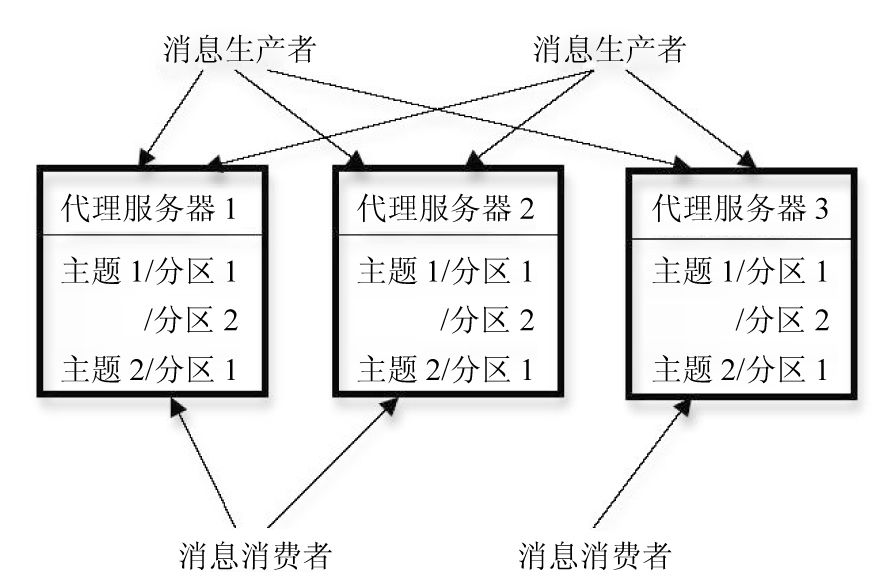 消息生产者
消息生产者
代理服务器 1
主题 1/分区 1
/分区 2
主题 2/分区 1
代理服务器 2
主题 1/分区 1
/分区 2
主题 2/分区 1
代理服务器 3
主题 1/分区 1
/分区 2
主题 2/分区 1
消息消费者
消息消费者